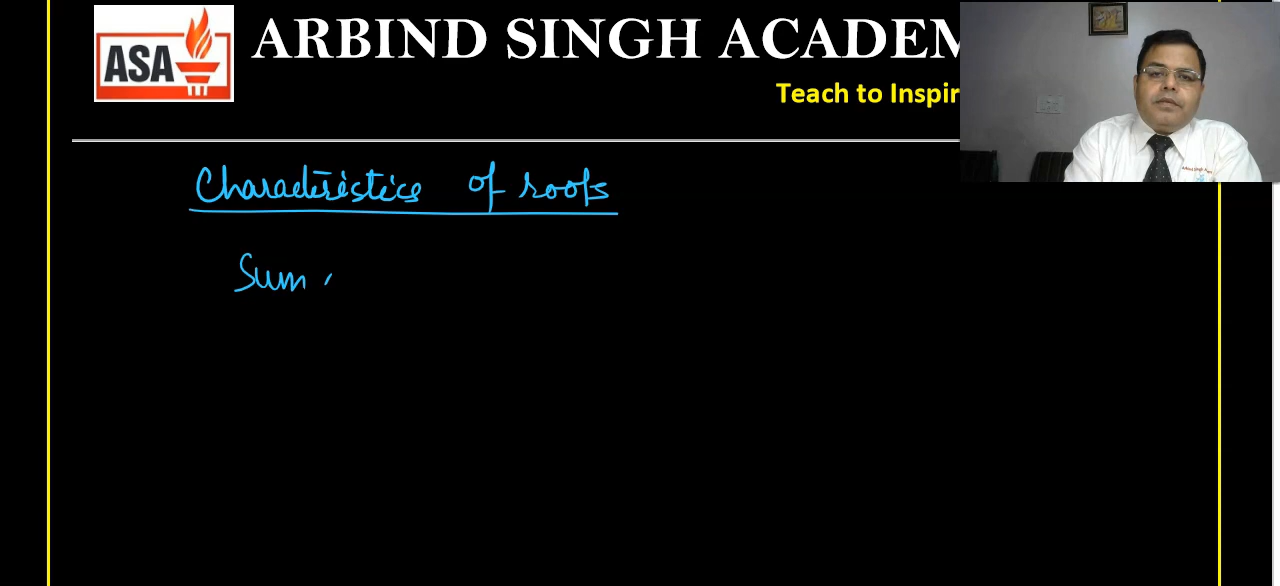 ASA
ARBIND SINGH ACADEM
Teach to Inspir
Characteristics of roots
Sum